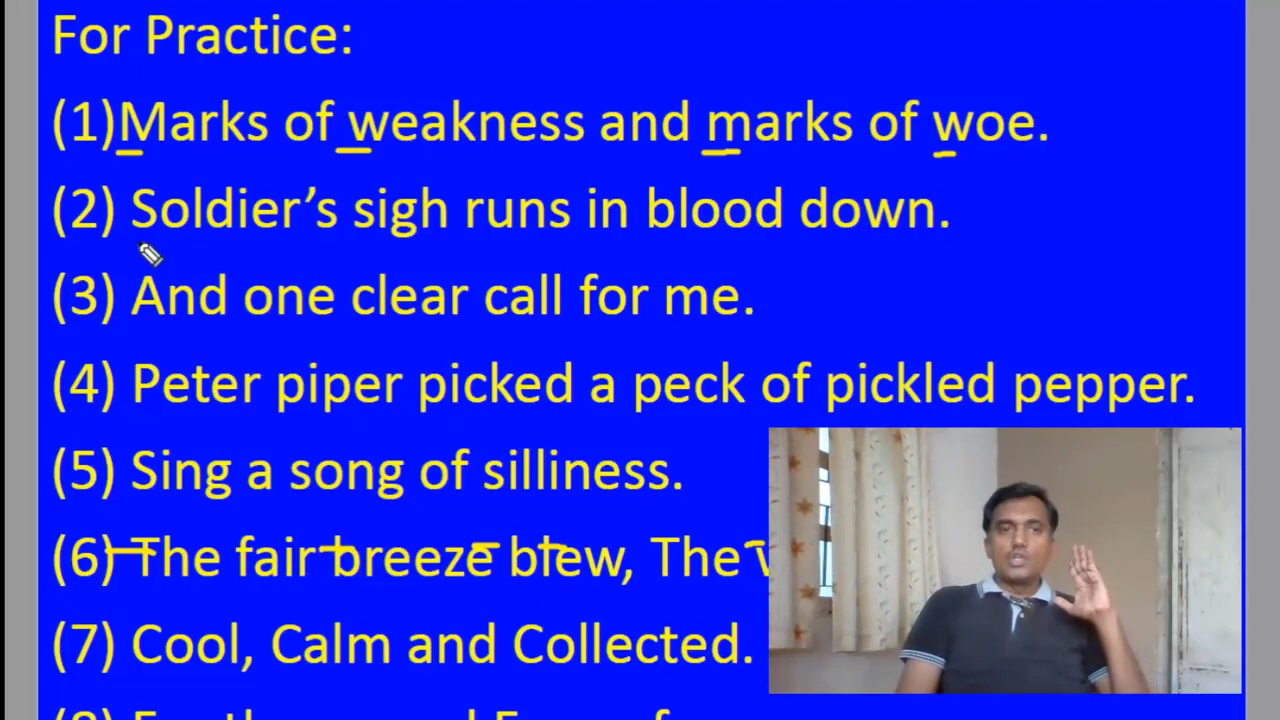 For Practice:
(1)Marks of weakness and marks of woe.
(2) Soldier’s sigh runs in blood down.
(3) And one clear call for me.
(4) Peter piper picked a peck of pickled pepper.
(5) Sing a song of silliness.
(6) The fair breeze blew, The
(7) Cool, Calm and Collected.
(8)